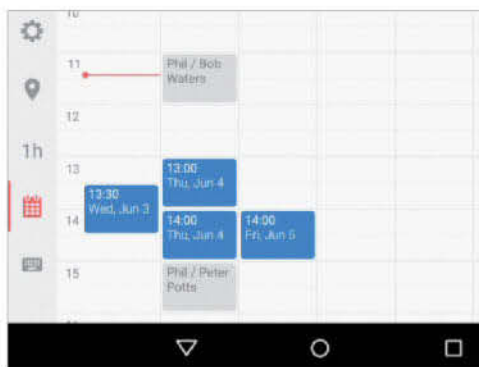 10
11
Phil / Bob
Waters
12
1h
13
13:00
Thu, Jun 4
13:30
Wed, Jun 3
14
14:00
Thu, Jun 4
14:00
Fri, Jun 5
15
Phil / Peter
Potts